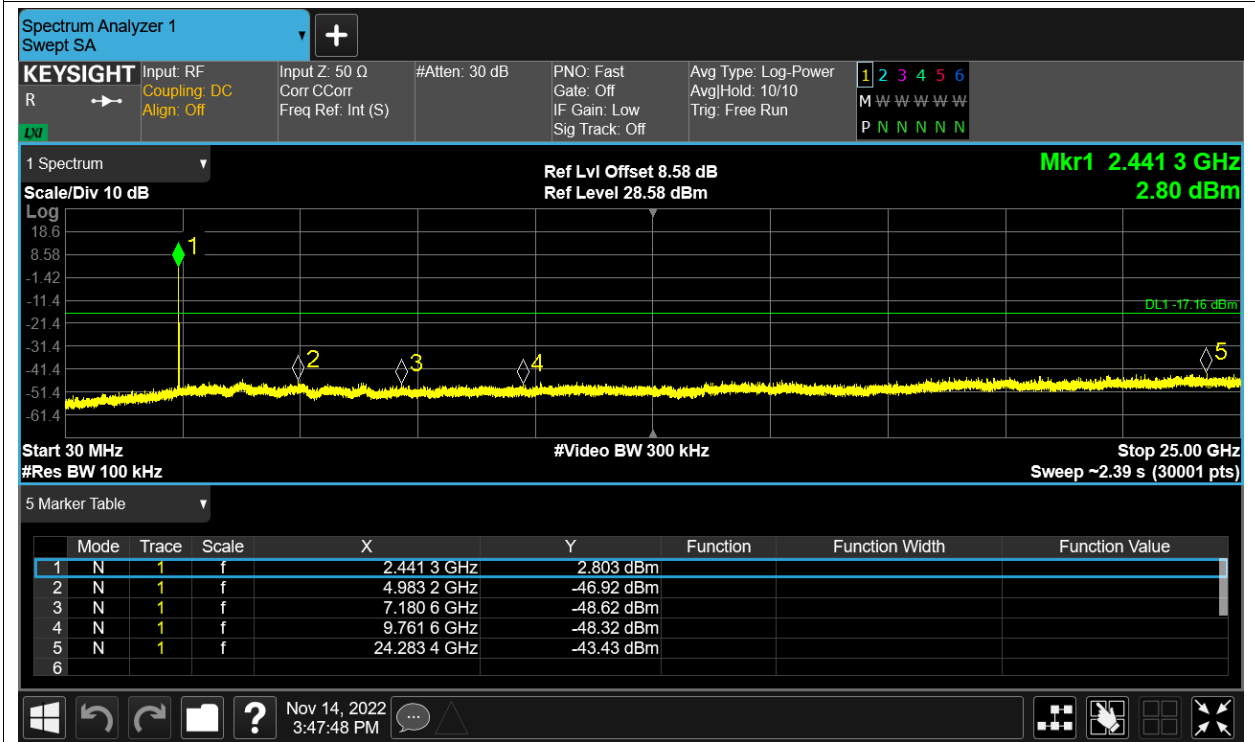 Spectrum Analyzer 1
Swept SA
+
KEYSIGHT Input: RF Input Z: 50 Ω #Atten: 30 dB PNO: Fast Avg Type: Log-Power 1 2 3 4 5 6
R Coupling: DC Corr CCorr Gate: Off Avg|Hold: 10/10 M W W W W W
Align: Off Freq Ref: Int (S) IF Gain: Low Trig: Free Run
LXI Sig Track: Off P N N N N N
1 Spectrum Ref Lvl Offset 8.58 dB Mkr1 2.441 3 GHz
Scale/Div 10 dB Ref Level 28.58 dBm 2.80 dBm
Log
18.6
1
8.58
-1.42
-11.4 DL1 -17.16 dBm
-21.4
-31.4
2 3 4 5
-41.4
-51.4
-61.4
Start 30 MHz #Video BW 300 kHz Stop 25.00 GHz
#Res BW 100 kHz Sweep ~2.39 s (30001 pts)
5 Marker Table
Mode Trace Scale X Y Function Function Width Function Value
1 N 1 f 2.441 3 GHz 2.803 dBm
2 N 1 f 4.983 2 GHz -46.92 dBm
3 N 1 f 7.180 6 GHz -48.62 dBm
4 N 1 f 9.761 6 GHz -48.32 dBm
5 N 1 f 24.283 4 GHz -43.43 dBm
6
? Nov 14, 2022
3:47:48 PM